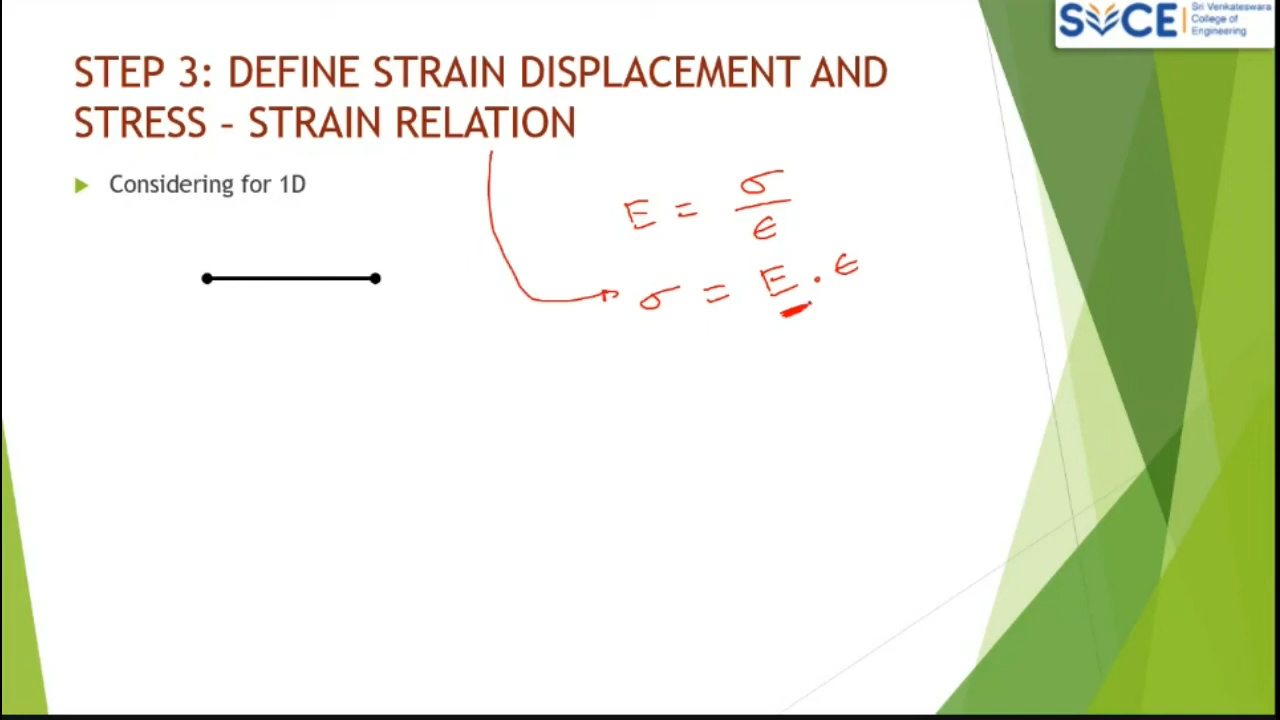 SVCE
Sri Venkateswara
College of
Engineering
STEP 3: DEFINE STRAIN DISPLACEMENT AND
STRESS – STRAIN RELATION
Considering for 1D
E = σ/ϵ
σ = E . ϵ